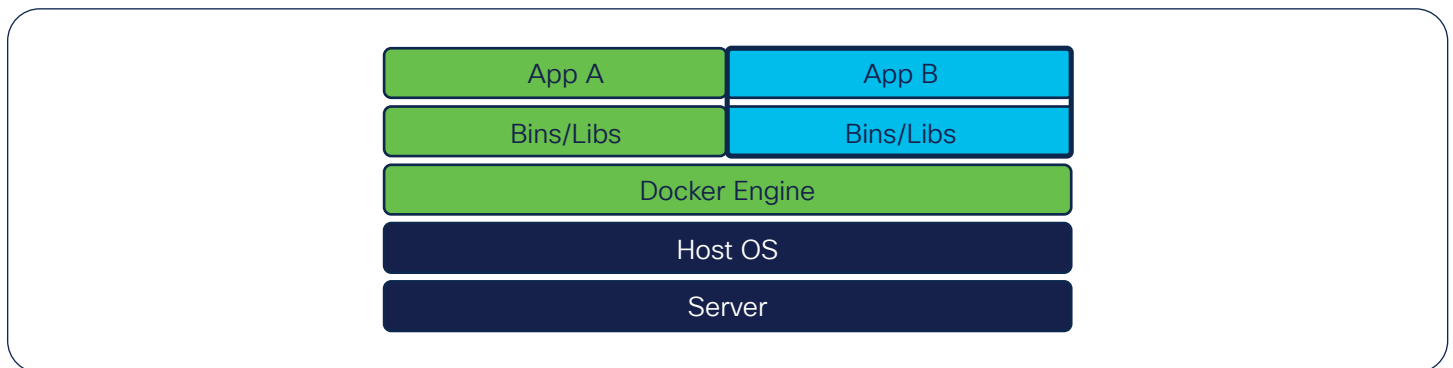 App A
App B
Bins/Libs
Bins/Libs
Docker Engine
Host OS
Server